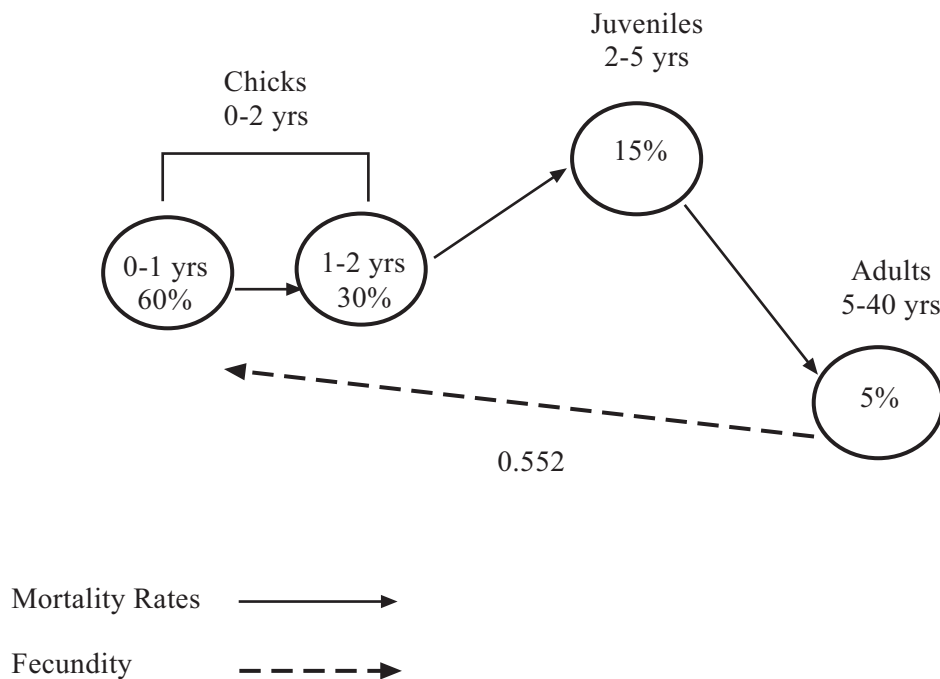 Juveniles
2-5 yrs
Chicks
0-2 yrs
15%
0-1 yrs
60%
1-2 yrs
30%
Adults
5-40 yrs
5%
0.552
Mortality Rates
Fecundity